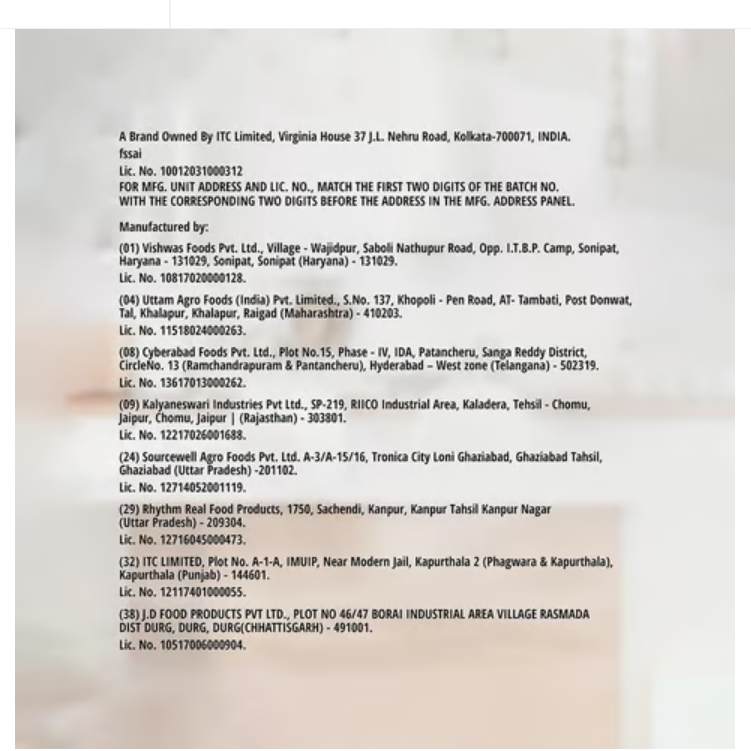 A Brand Owned By ITC Limited, Virginia House 37 J.L. Nehru Road, Kolkata-700071, INDIA.
fssai
Lic. No. 10012031000312
FOR MFG. UNIT ADDRESS AND LIC. NO., MATCH THE FIRST TWO DIGITS OF THE BATCH NO.
WITH THE CORRESPONDING TWO DIGITS BEFORE THE ADDRESS IN THE MFG. ADDRESS PANEL.
Manufactured by:
(01) Vishwas Foods Pvt. Ltd., Village - Wajidpur, Saboli Nathupur Road, Opp. I.T.B.P. Camp, Sonipat,
Haryana - 131029, Sonipat, Sonipat (Haryana) - 131029.
Lic. No. 10817020000128.
(04) Uttam Agro Foods (India) Pvt. Limited., S.No. 137, Khopoli - Pen Road, AT- Tambati, Post Donwat,
Tal, Khalapur, Khalapur, Raigad (Maharashtra) - 410203.
Lic. No. 11518024000263.
(08) Cyberabad Foods Pvt. Ltd., Plot No.15, Phase - IV, IDA, Patancheru, Sanga Reddy District,
CircleNo. 13 (Ramchandrapuram & Pantancheru), Hyderabad – West zone (Telangana) - 502319.
Lic. No. 13617013000262.
(09) Kalyaneswari Industries Pvt Ltd., SP-219, RIICO Industrial Area, Kaladera, Tehsil - Chomu,
Jaipur, Chomu, Jaipur | (Rajasthan) - 303801.
Lic. No. 12217026001688.
(24) Sourcewell Agro Foods Pvt. Ltd. A-3/A-15/16, Tronica City Loni Ghaziabad, Ghaziabad Tahsil,
Ghaziabad (Uttar Pradesh) -201102.
Lic. No. 12714052001119.
(29) Rhythm Real Food Products, 1750, Sachendi, Kanpur, Kanpur Tahsil Kanpur Nagar
(Uttar Pradesh) - 209304.
Lic. No. 12716045000473.
(32) ITC LIMITED, Plot No. A-1-A, IMUIP, Near Modern Jail, Kapurthala 2 (Phagwara & Kapurthala),
Kapurthala (Punjab) - 144601.
Lic. No. 12117401000055.
(38) J.D FOOD PRODUCTS PVT LTD., PLOT NO 46/47 BORAI INDUSTRIAL AREA VILLAGE RASMADA
DIST DURG, DURG, DURG(CHHATTISGARH) - 491001.
Lic. No. 10517006000904.